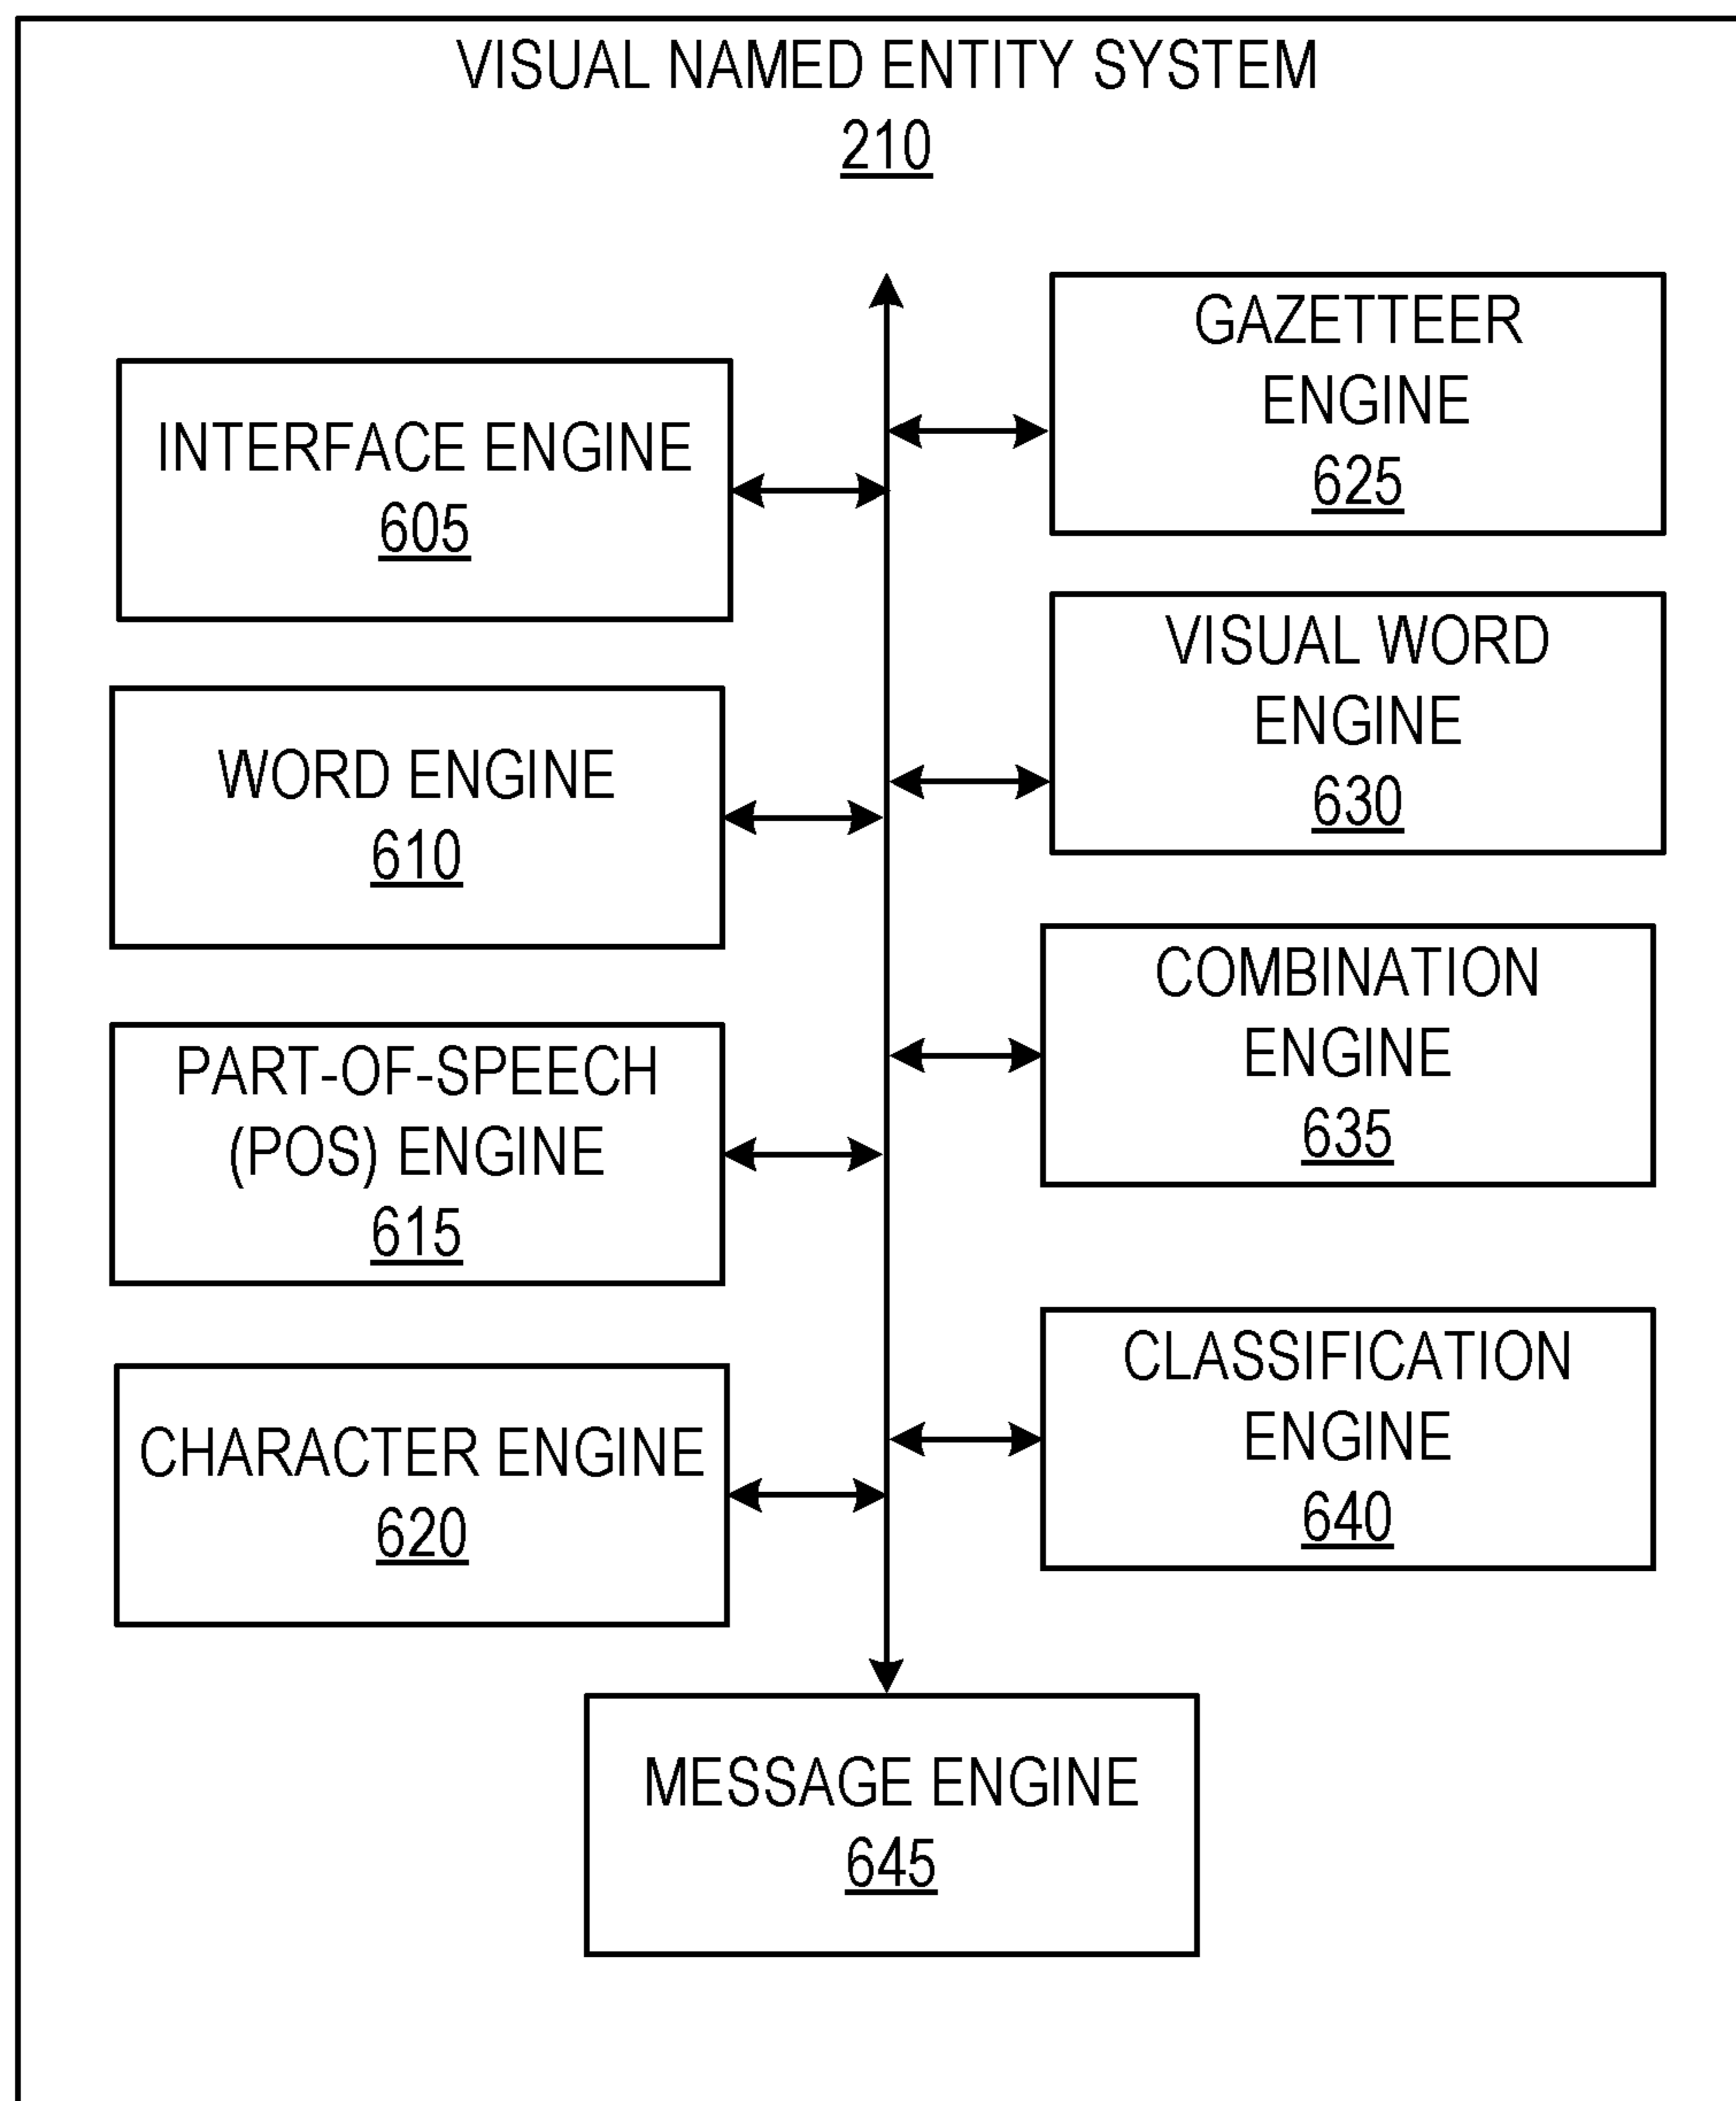 VISUAL NAMED ENTITY SYSTEM
210
INTERFACE ENGINE
605
WORD ENGINE
610
PART-OF-SPEECH
(POS) ENGINE
615
CHARACTER ENGINE
620
GAZETTEER
ENGINE
625
VISUAL WORD
ENGINE
630
COMBINATION
ENGINE
635
CLASSIFICATION
ENGINE
640
MESSAGE ENGINE
645